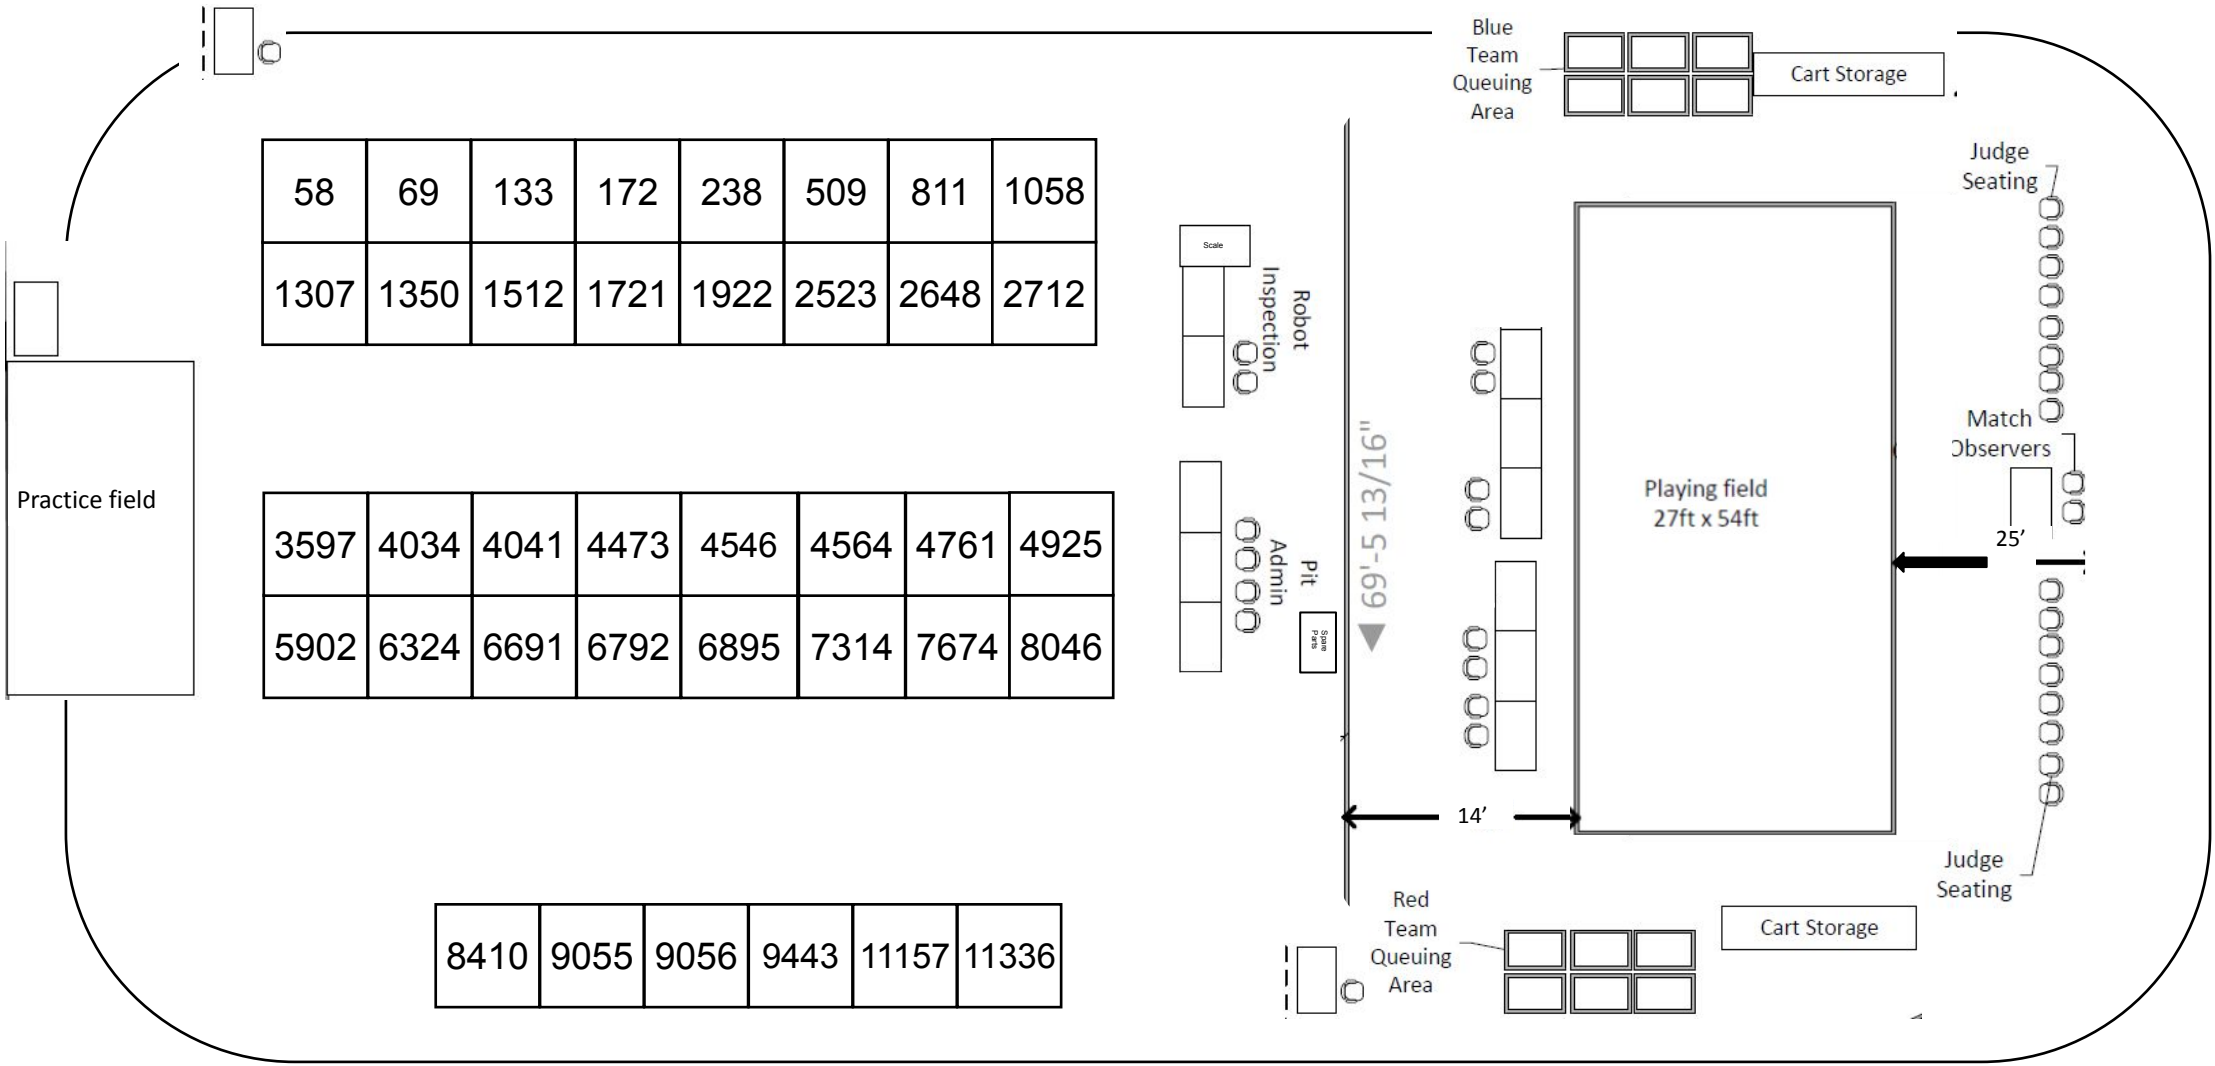 Blue
Team
Queuing
Area
Cart Storage
Judge
Seating
58 69 133 172 238 509 811 1058
1307 1350 1512 1721 1922 2523 2648 2712
Scale
Robot
Inspection
Practice field
3597 4034 4041 4473 4546 4564 4761 4925
5902 6324 6691 6792 6895 7314 7674 8046
Pit
Admin
Spare
Parts
69'-5 13/16"
Playing field
27ft x 54ft
Match
Observers
25’
14’
Judge
Seating
8410 9055 9056 9443 11157 11336
Red
Team
Queuing
Area
Cart Storage